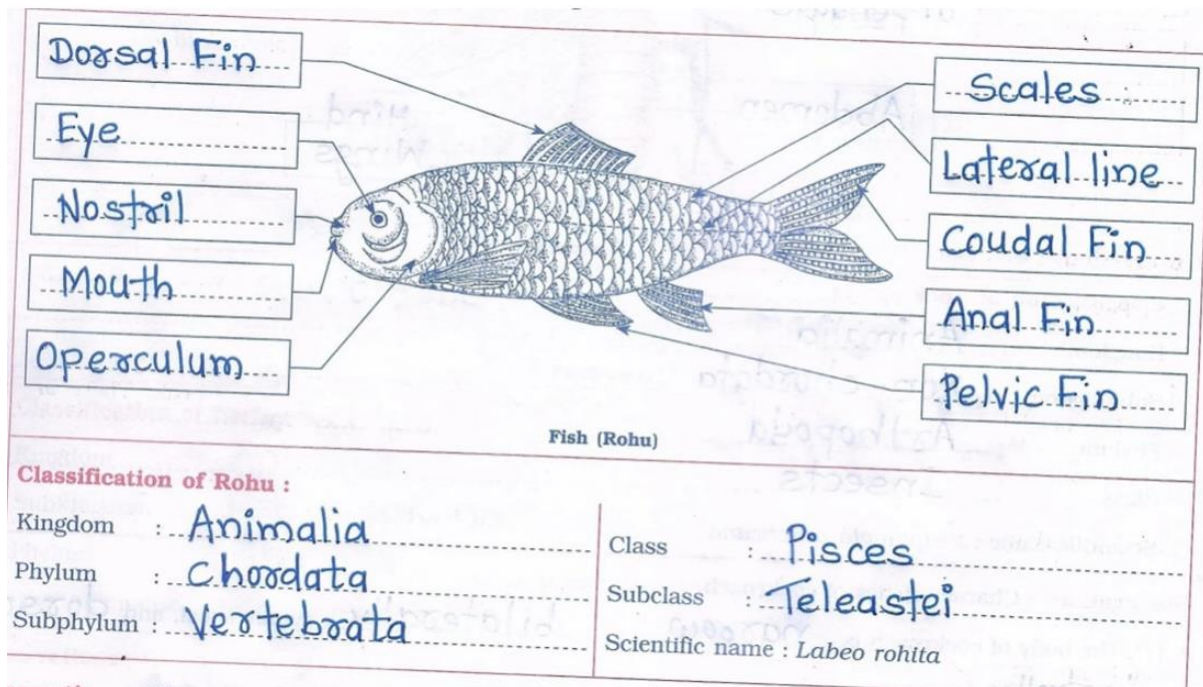 Dorsal Fin
Eye
Nostril
Mouth
Operculum
Scales
Lateral line
Coudal Fin
Anal Fin
Pelvic Fin
Fish (Rohu)
Classification of Rohu :
Kingdom : Animalia
Phylum : Chordata
Subphylum : Vertebrata
Class : Pisces
Subclass : Teleastei
Scientific name : Labeo rohita